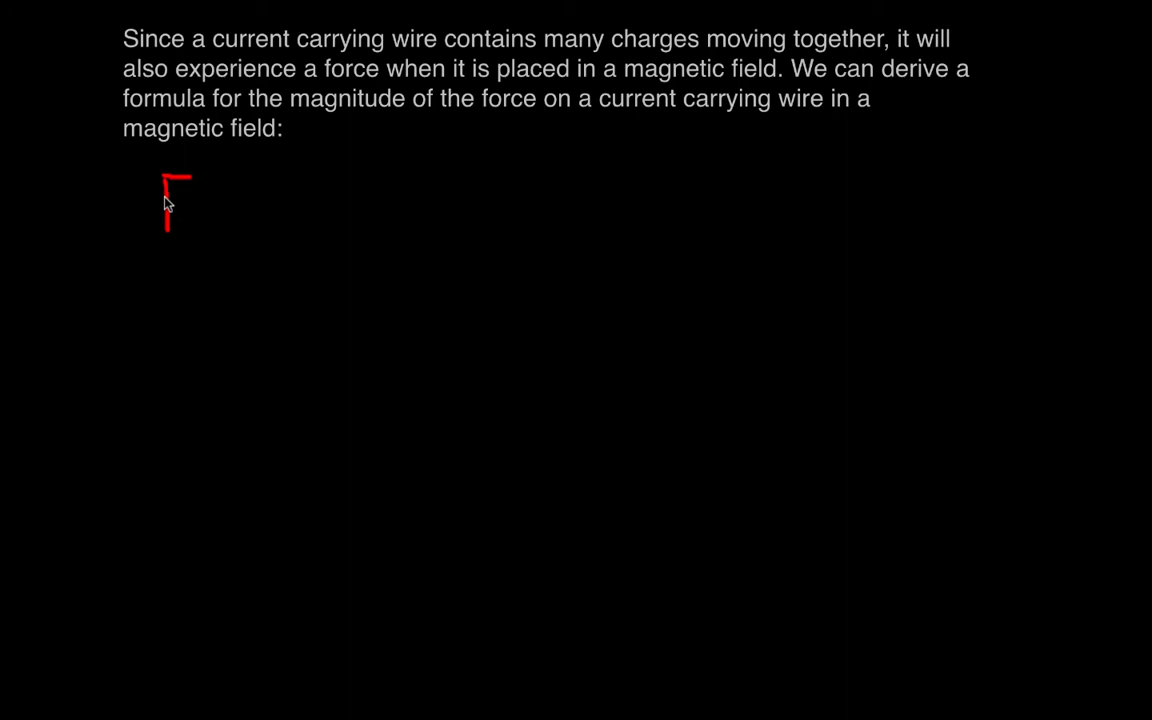 Since a current carrying wire contains many charges moving together, it will
also experience a force when it is placed in a magnetic field. We can derive a
formula for the magnitude of the force on a current carrying wire in a
magnetic field: